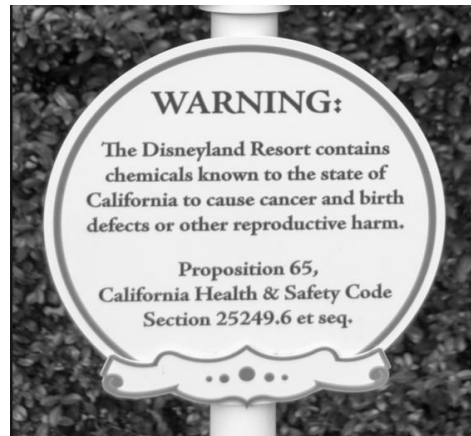 WARNING:
The Disneyland Resort contains
chemicals known to the state of
California to cause cancer and birth
defects or other reproductive harm.
Proposition 65,
California Health & Safety Code
Section 25249.6 et seq.